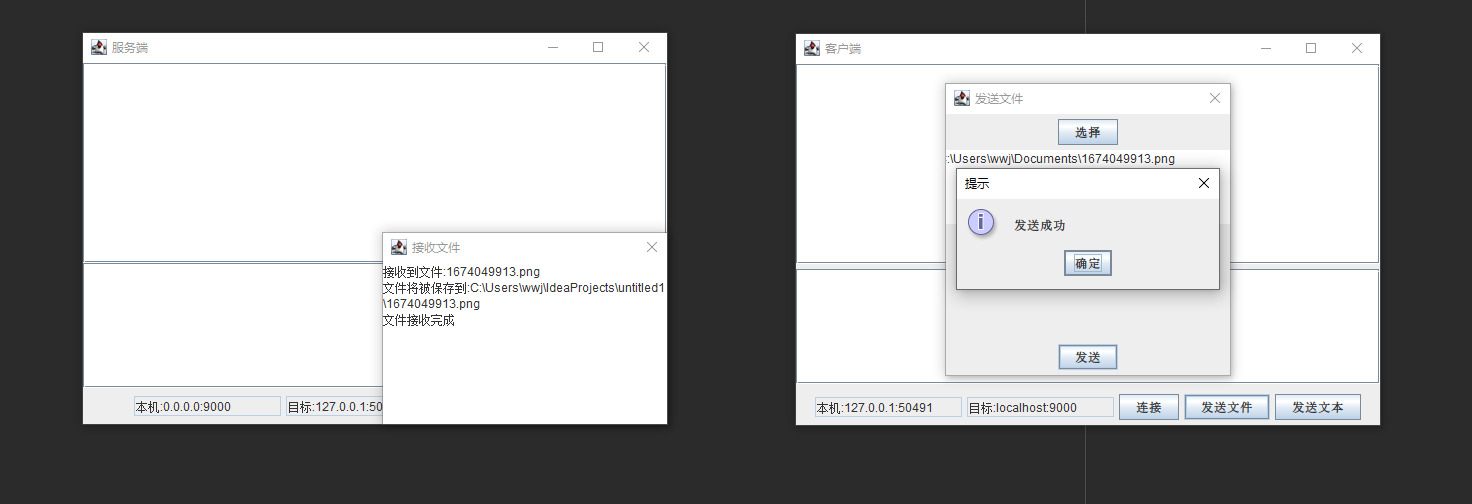 服务端
接收文件
接收到文件:1674049913.png
文件将被保存到:C:\Users\wwj\IdeaProjects\untitled1
\1674049913.png
文件接收完成
本机:0.0.0.0:9000
目标:127.0.0.1:50
客户端
发送文件
选择
:\Users\wwj\Documents\1674049913.png
提示
发送成功
确定
发送
本机:127.0.0.1:50491
目标:localhost:9000
连接
发送文件
发送文本